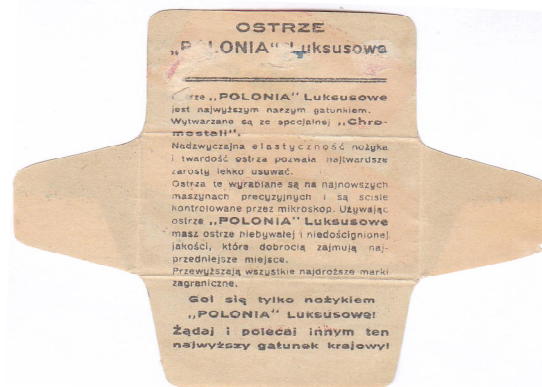 OSTRZE
„POLONIA” Luksusowe
„POLONIA” Luksusowe
jest najwyższym naszym gatunkiem.
Wytwarzane są ze specjalnej „Chro-
mostali”.
Nadzwyczajna elastyczność nożyka
i twardość ostrza pozwala najtwardsze
zarosty lekko usuwać.
Ostrza te wyrabiane są na najnowszych
maszynach precyzyjnych i są ściśle
kontrolowane przez mikroskop. Używając
ostrze „POLONIA” Luksusowe
masz ostrze niebywałej i niedoścignionej
jakości, które dobrocią zajmują naj-
przedniejsze miejsce.
Przewyższają wszystkie najdroższe marki
zagraniczne.
Gol się tylko nożykiem
„POLONIA” Luksusowe!
Żądaj i polecaj innym ten
najwyższy gatunek krajowy!